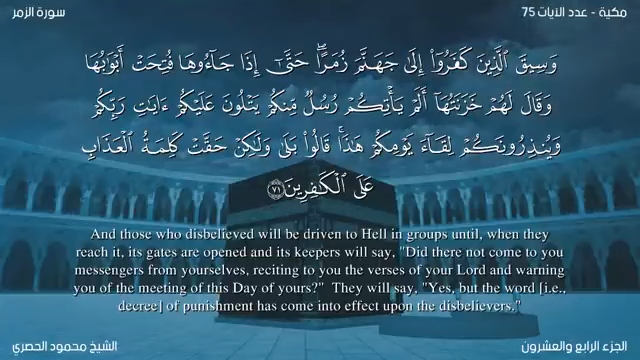 مكية - عدد الآيات 75
سورة الزمر
وَسِيقَ ٱلَّذِينَ كَفَرُوٓا۟ إِلَىٰ جَهَنَّمَ زُمَرًا ۖ حَتَّىٰٓ إِذَا جَآءُوهَا فُتِحَتْ أَبْوَٰبُهَا
وَقَالَ لَهُمْ خَزَنَتُهَآ أَلَمْ يَأْتِكُمْ رُسُلٌ مِّنكُمْ يَتْلُونَ عَلَيْكُمْ ءَايَٰتِ رَبِّكُمْ
وَيُنذِرُونَكُمْ لِقَآءَ يَوْمِكُمْ هَٰذَا ۚ قَالُوا۟ بَلَىٰ وَلَٰكِنْ حَقَّتْ كَلِمَةُ ٱلْعَذَابِ
عَلَى ٱلْكَٰفِرِينَ ٧١
And those who disbelieved will be driven to Hell in groups until, when they
reach it, its gates are opened and its keepers will say, "Did there not come to you
messengers from yourselves, reciting to you the verses of your Lord and warning
you of the meeting of this Day of yours?" They will say, "Yes, but the word [i.e.,
decree] of punishment has come into effect upon the disbelievers."
الجزء الرابع والعشرون
الشيخ محمود الحصري